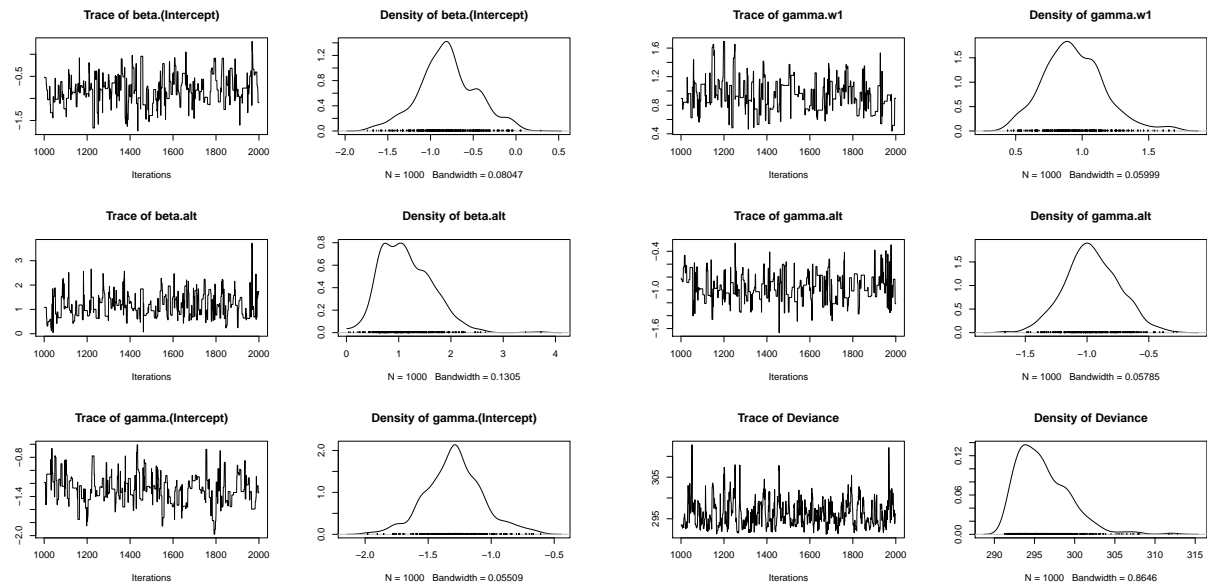 Trace of beta.(Intercept)
−0.5
−1.5
1000 1200 1400 1600 1800 2000
Iterations
Density of beta.(Intercept)
1.2
0.8
0.4
0.0
−2.0 −1.5 −1.0 −0.5 0.0 0.5
N = 1000 Bandwidth = 0.08047
Trace of gamma.w1
1.6
1.2
0.8
0.4
1000 1200 1400 1600 1800 2000
Iterations
Density of gamma.w1
1.5
1.0
0.5
0.0
0.5 1.0 1.5
N = 1000 Bandwidth = 0.05999
Trace of beta.alt
3
2
1
0
1000 1200 1400 1600 1800 2000
Iterations
Density of beta.alt
0.8
0.6
0.4
0.2
0.0
0 1 2 3 4
N = 1000 Bandwidth = 0.1305
Trace of gamma.alt
−0.4
−1.0
−1.6
1000 1200 1400 1600 1800 2000
Iterations
Density of gamma.alt
1.5
1.0
0.5
0.0
−1.5 −1.0 −0.5
N = 1000 Bandwidth = 0.05785
Trace of gamma.(Intercept)
−0.8
−1.4
−2.0
1000 1200 1400 1600 1800 2000
Iterations
Density of gamma.(Intercept)
2.0
1.0
0.0
−2.0 −1.5 −1.0 −0.5
N = 1000 Bandwidth = 0.05509
Trace of Deviance
305
295
1000 1200 1400 1600 1800 2000
Iterations
Density of Deviance
0.12
0.06
0.00
290 295 300 305 310 315
N = 1000 Bandwidth = 0.8646